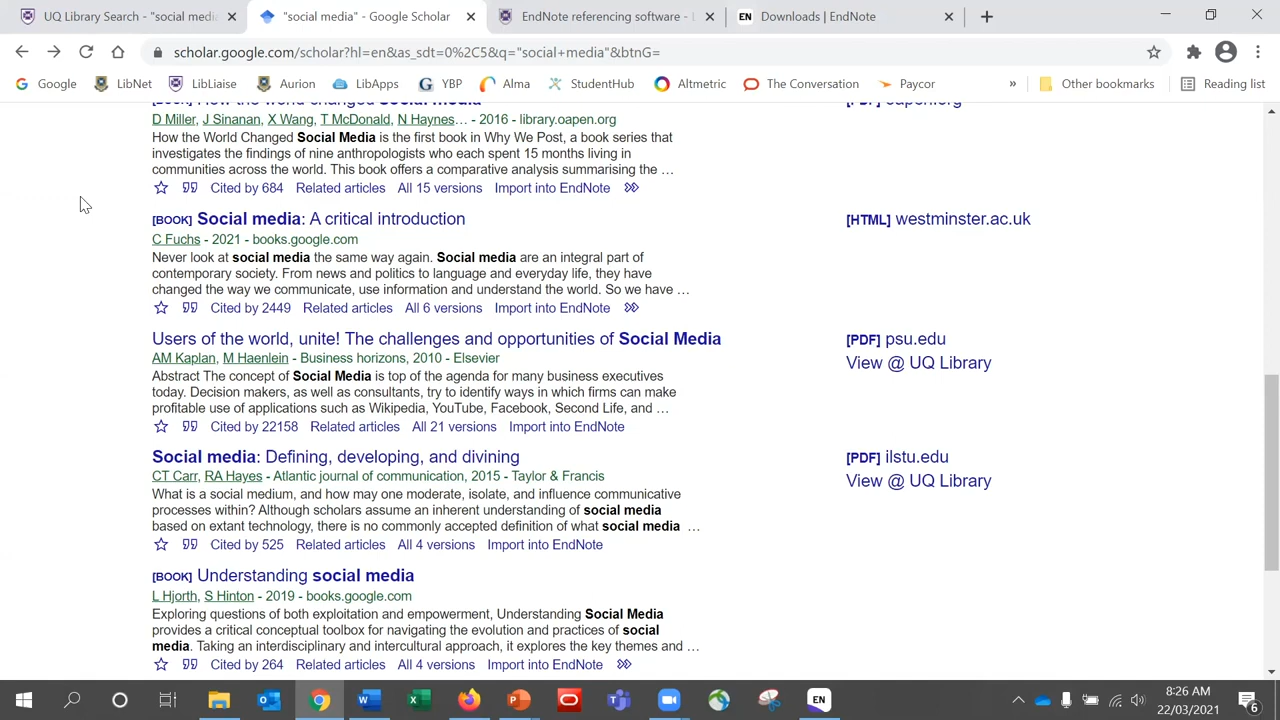 UQ Library Search - "social medi
"social media" - Google Scholar
EndNote referencing software - L
EN Downloads | EndNote
scholar.google.com/scholar?hl=en&as_sdt=0%2C5&q="social+media"&btnG=
Google
LibNet
LibLiaise
Aurion
LibApps
YBP
Alma
StudentHub
Altmetric
The Conversation
Paycor
»
Other bookmarks
Reading list
[BOOK] How the world changed Social media
[PDF] oapen.org
D Miller, J Sinanan, X Wang, T McDonald, N Haynes… - 2016 - library.oapen.org
How the World Changed Social Media is the first book in Why We Post, a book series that
investigates the findings of nine anthropologists who each spent 15 months living in
communities across the world. This book offers a comparative analysis summarising the …
Cited by 684 Related articles All 15 versions Import into EndNote
[BOOK] Social media: A critical introduction
[HTML] westminster.ac.uk
C Fuchs - 2021 - books.google.com
Never look at social media the same way again. Social media are an integral part of
contemporary society. From news and politics to language and everyday life, they have
changed the way we communicate, use information and understand the world. So we have …
Cited by 2449 Related articles All 6 versions Import into EndNote
Users of the world, unite! The challenges and opportunities of Social Media
[PDF] psu.edu
AM Kaplan, M Haenlein - Business horizons, 2010 - Elsevier
View @ UQ Library
Abstract The concept of Social Media is top of the agenda for many business executives
today. Decision makers, as well as consultants, try to identify ways in which firms can make
profitable use of applications such as Wikipedia, YouTube, Facebook, Second Life, and …
Cited by 22158 Related articles All 21 versions Import into EndNote
Social media: Defining, developing, and divining
[PDF] ilstu.edu
CT Carr, RA Hayes - Atlantic journal of communication, 2015 - Taylor & Francis
View @ UQ Library
What is a social medium, and how may one moderate, isolate, and influence communicative
processes within? Although scholars assume an inherent understanding of social media
based on extant technology, there is no commonly accepted definition of what social media …
Cited by 525 Related articles All 4 versions Import into EndNote
[BOOK] Understanding social media
L Hjorth, S Hinton - 2019 - books.google.com
Exploring questions of both exploitation and empowerment, Understanding Social Media
provides a critical conceptual toolbox for navigating the evolution and practices of social
media. Taking an interdisciplinary and intercultural approach, it explores the key themes and …
Cited by 264 Related articles All 4 versions Import into EndNote
EN
8:26 AM
22/03/2021
6